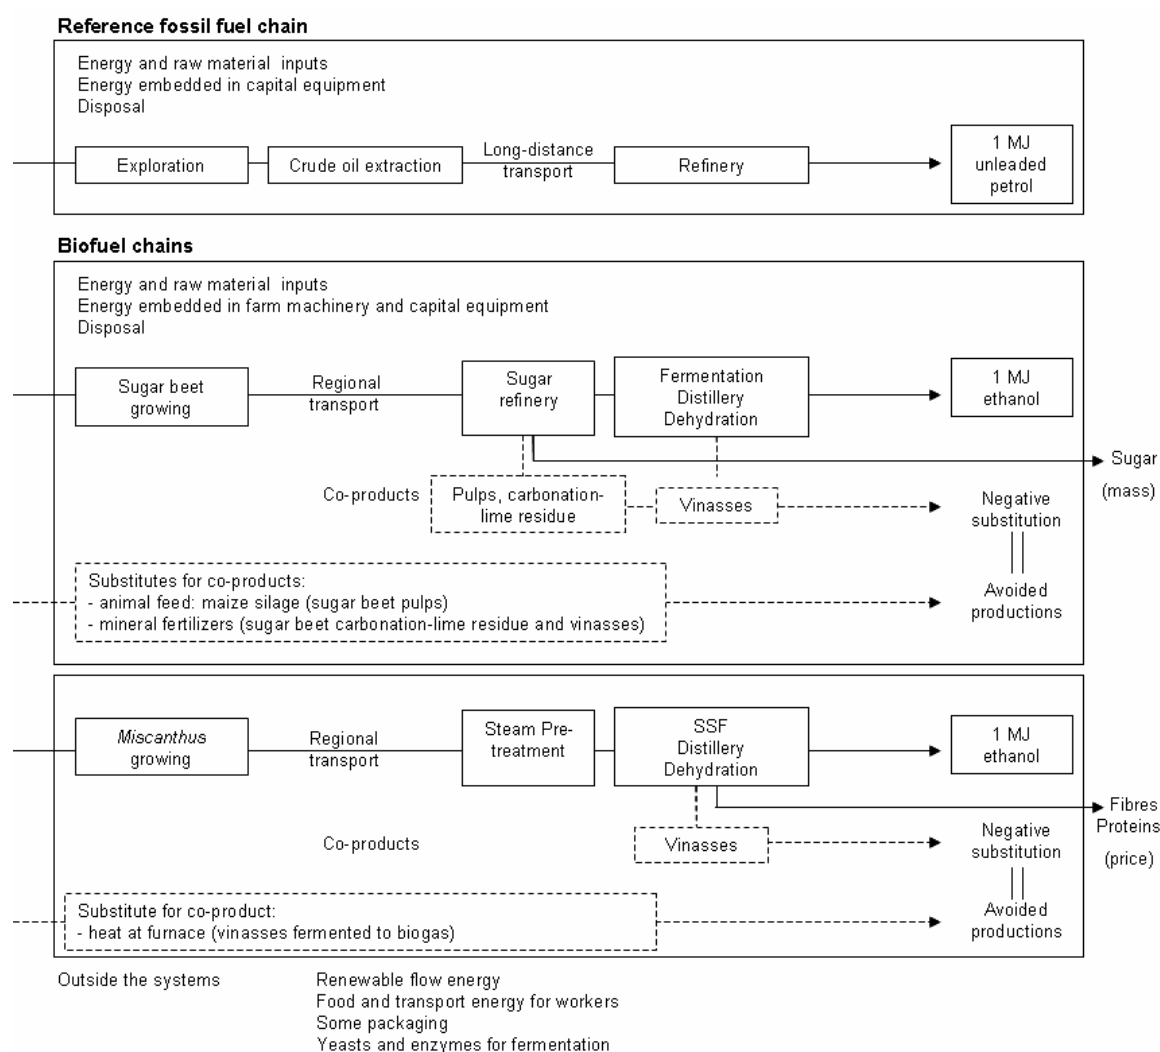 Reference fossil fuel chain
Energy and raw material inputs
Energy embedded in capital equipment
Disposal
Exploration
Crude oil extraction
Long-distance
transport
Refinery
1 MJ
unleaded
petrol
Biofuel chains
Energy and raw material inputs
Energy embedded in farm machinery and capital equipment
Disposal
Sugar beet
growing
Regional
transport
Sugar
refinery
Fermentation
Distillery
Dehydration
1 MJ
ethanol
Sugar
(mass)
Co-products
Pulps, carbonation-
lime residue
Vinasses
Negative
substitution
Substitutes for co-products:
- animal feed: maize silage (sugar beet pulps)
- mineral fertilizers (sugar beet carbonation-lime residue and vinasses)
Avoided
productions
Miscanthus
growing
Regional
transport
Steam Pre-
treatment
SSF
Distillery
Dehydration
1 MJ
ethanol
Fibres
Proteins
(price)
Co-products
Vinasses
Negative
substitution
Substitute for co-product:
- heat at furnace (vinasses fermented to biogas)
Avoided
productions
Outside the systems
Renewable flow energy
Food and transport energy for workers
Some packaging
Yeasts and enzymes for fermentation